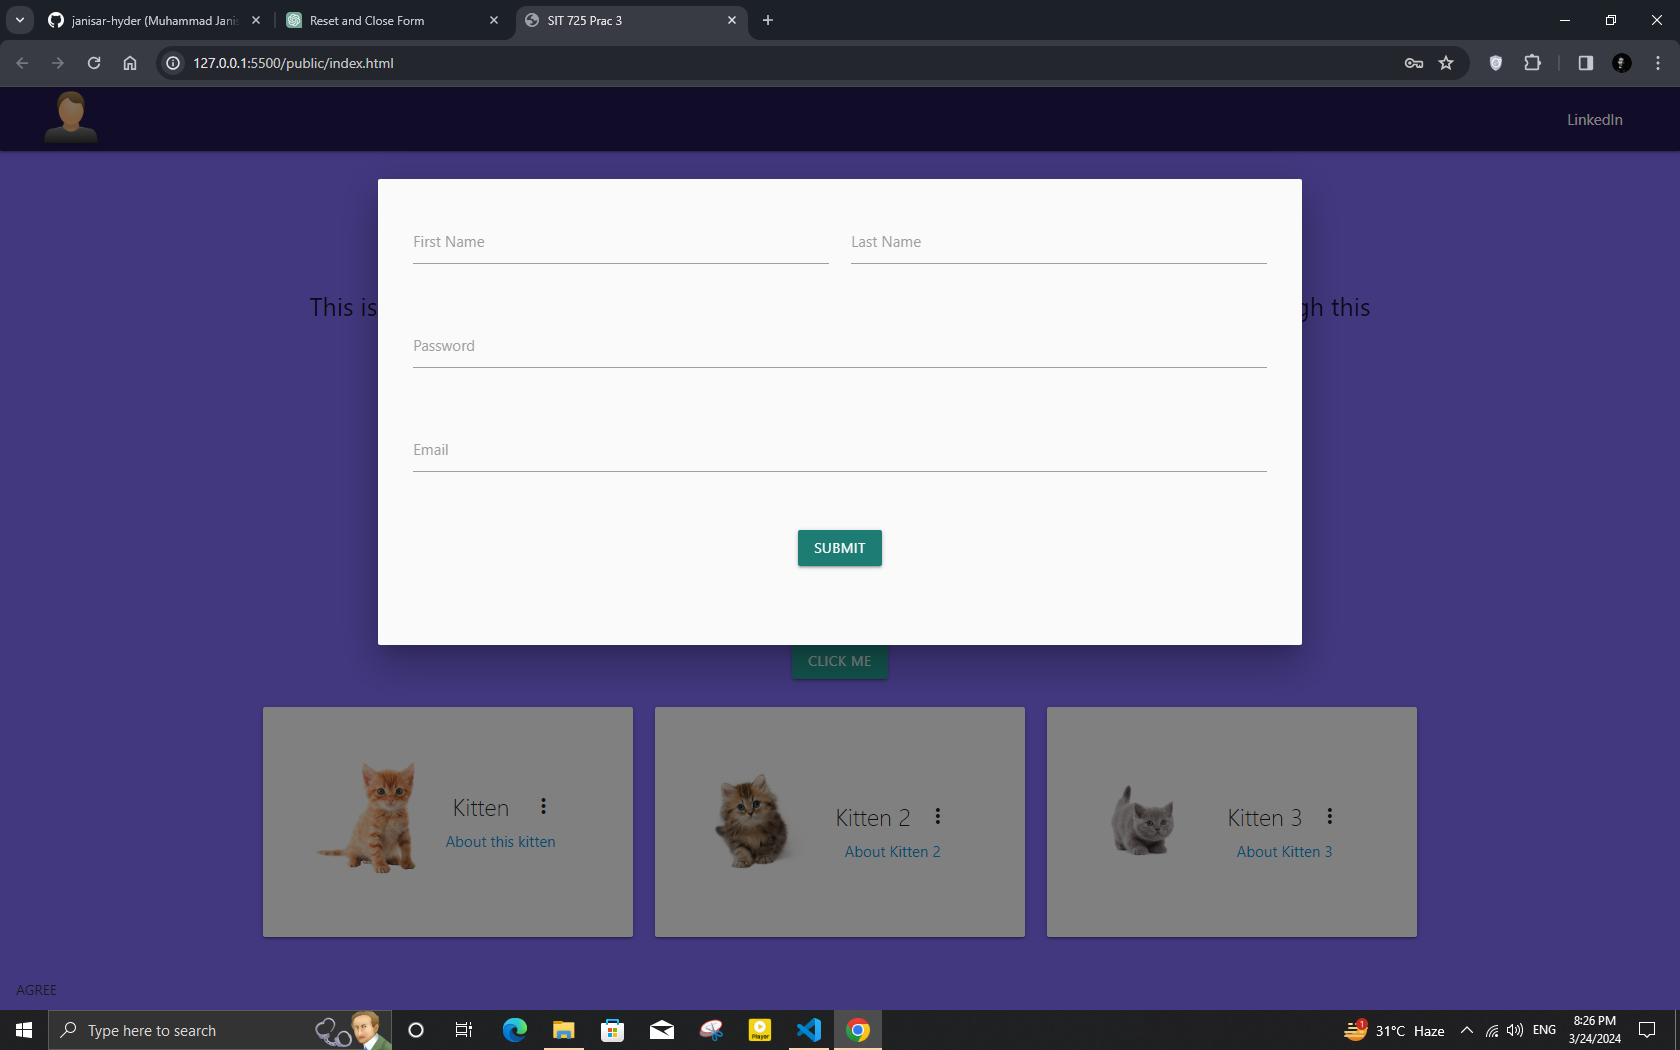 janisar-hyder (Muhammad Janis
Reset and Close Form
SIT 725 Prac 3
127.0.0.1:5500/public/index.html
LinkedIn
First Name
Last Name
This is
gh this
Password
Email
SUBMIT
CLICK ME
Kitten
About this kitten
Kitten 2
About Kitten 2
Kitten 3
About Kitten 3
AGREE
Type here to search
Player
1
31°C Haze
ENG
8:26 PM
3/24/2024